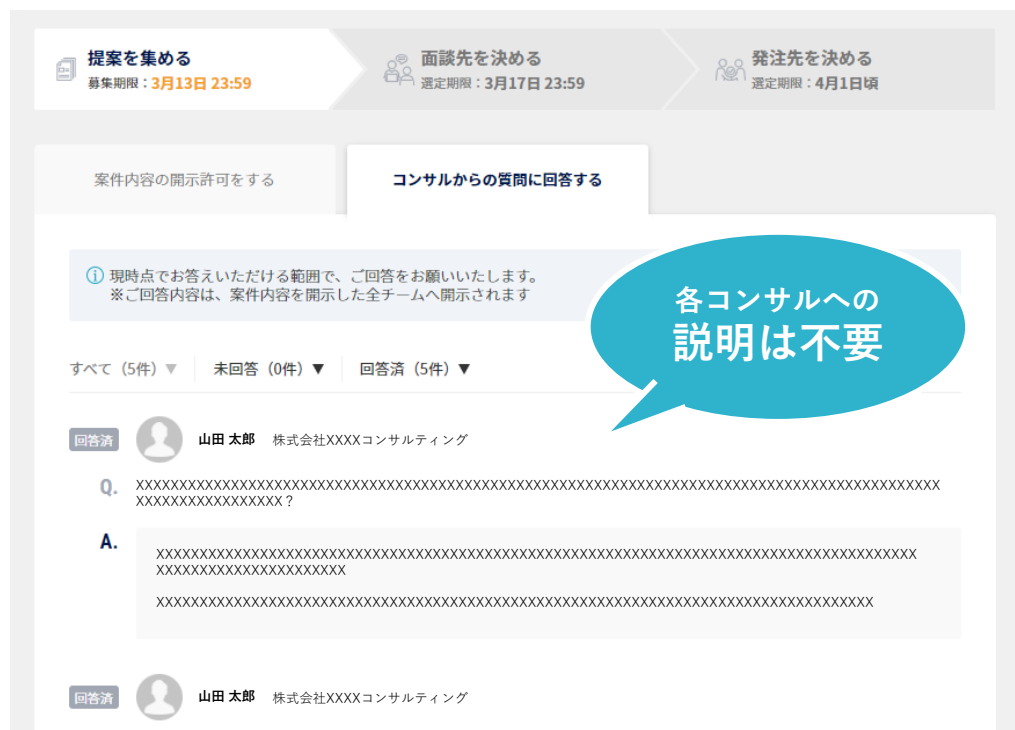 提案を集める
募集期限：3月13日 23:59
面談先を決める
選定期限：3月17日 23:59
発注先を決める
選定期限：4月1日頃
案件内容の開示許可をする
コンサルからの質問に回答する
現時点でお答えいただける範囲で、ご回答をお願いいたします。
※ご回答内容は、案件内容を開示した全チームへ開示されます
各コンサルへの
説明は不要
すべて（5件）▼
未回答（0件）▼
回答済（5件）▼
回答済
山田 太郎 株式会社XXXXコンサルティング
Q. XXXXXXXXXXXXXXXXXXXXXXXXXXXXXXXXXXXXXXXXXXXXXXXXXXXXXXXXXXXXXXXXXXXXXXXXXXXXXXXXXXXXXXXXXXXXX
XXXXXXXXXXXXXXXXX？
A. XXXXXXXXXXXXXXXXXXXXXXXXXXXXXXXXXXXXXXXXXXXXXXXXXXXXXXXXXXXXXXXXXXXXXXXXXXXXXXXXXXXXXXXX
XXXXXXXXXXXXXXXXXXXXXX
XXXXXXXXXXXXXXXXXXXXXXXXXXXXXXXXXXXXXXXXXXXXXXXXXXXXXXXXXXXXXXXXXXXXXXXXXXXXXXXXXXX
回答済
山田 太郎 株式会社XXXXコンサルティング